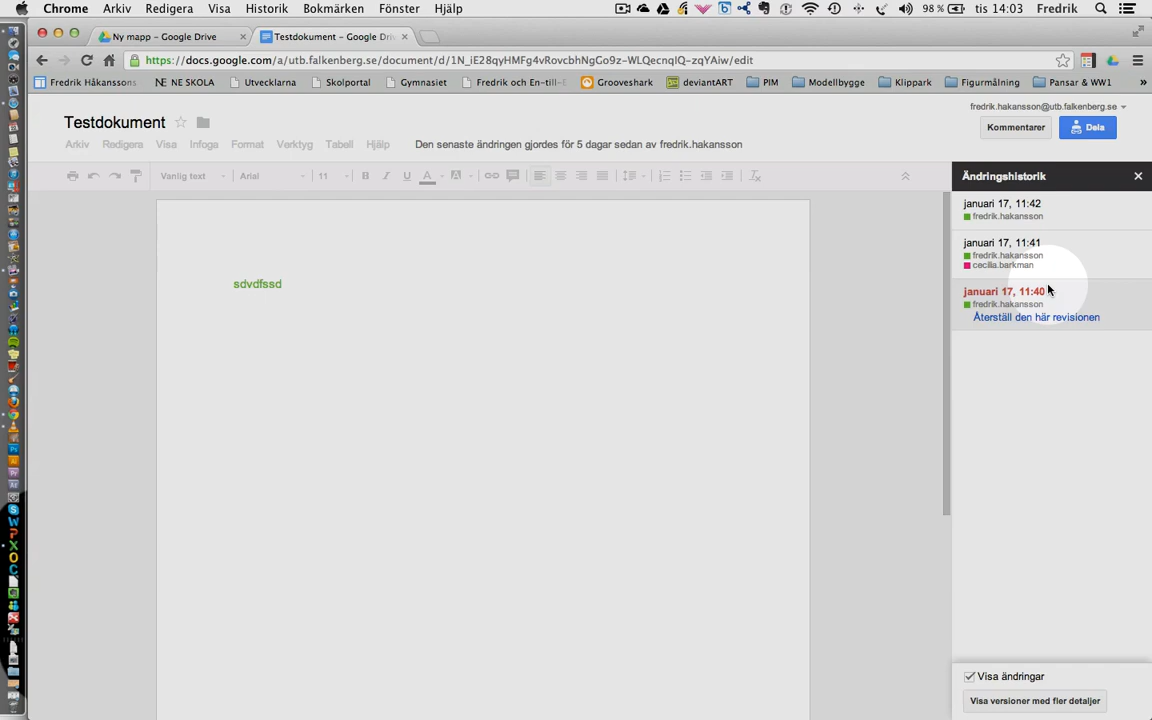 Chrome Arkiv Redigera Visa Historik Bokmärken Fönster Hjälp 98 % tis 14:03 Fredrik
Ny mapp – Google Drive Testdokument – Google Dri
https://docs.google.com/a/utb.falkenberg.se/document/d/1N_iE28qyHMFg4vRovcbhNgGo9z-WLQecnqlQ-zqYAiw/edit
Fredrik Håkanssons NE NE SKOLA Utvecklarna Skolportal Gymnasiet Fredrik och En-till- Grooveshark deviantART PIM Modellbygge Klippark Figurmålning Pansar & WW1 »
fredrik.hakansson@utb.falkenberg.se
Testdokument
Kommentarer Dela
Arkiv Redigera Visa Infoga Format Verktyg Tabell Hjälp Den senaste ändringen gjordes för 5 dagar sedan av fredrik.hakansson
Vanlig text Arial 11 B I U A A
Ändringshistorik
januari 17, 11:42
fredrik.hakansson
januari 17, 11:41
fredrik.hakansson
cecilia.barkman
januari 17, 11:40
fredrik.hakansson
Återställ den här revisionen
sdvdfssd
Visa ändringar
Visa versioner med fler detaljer